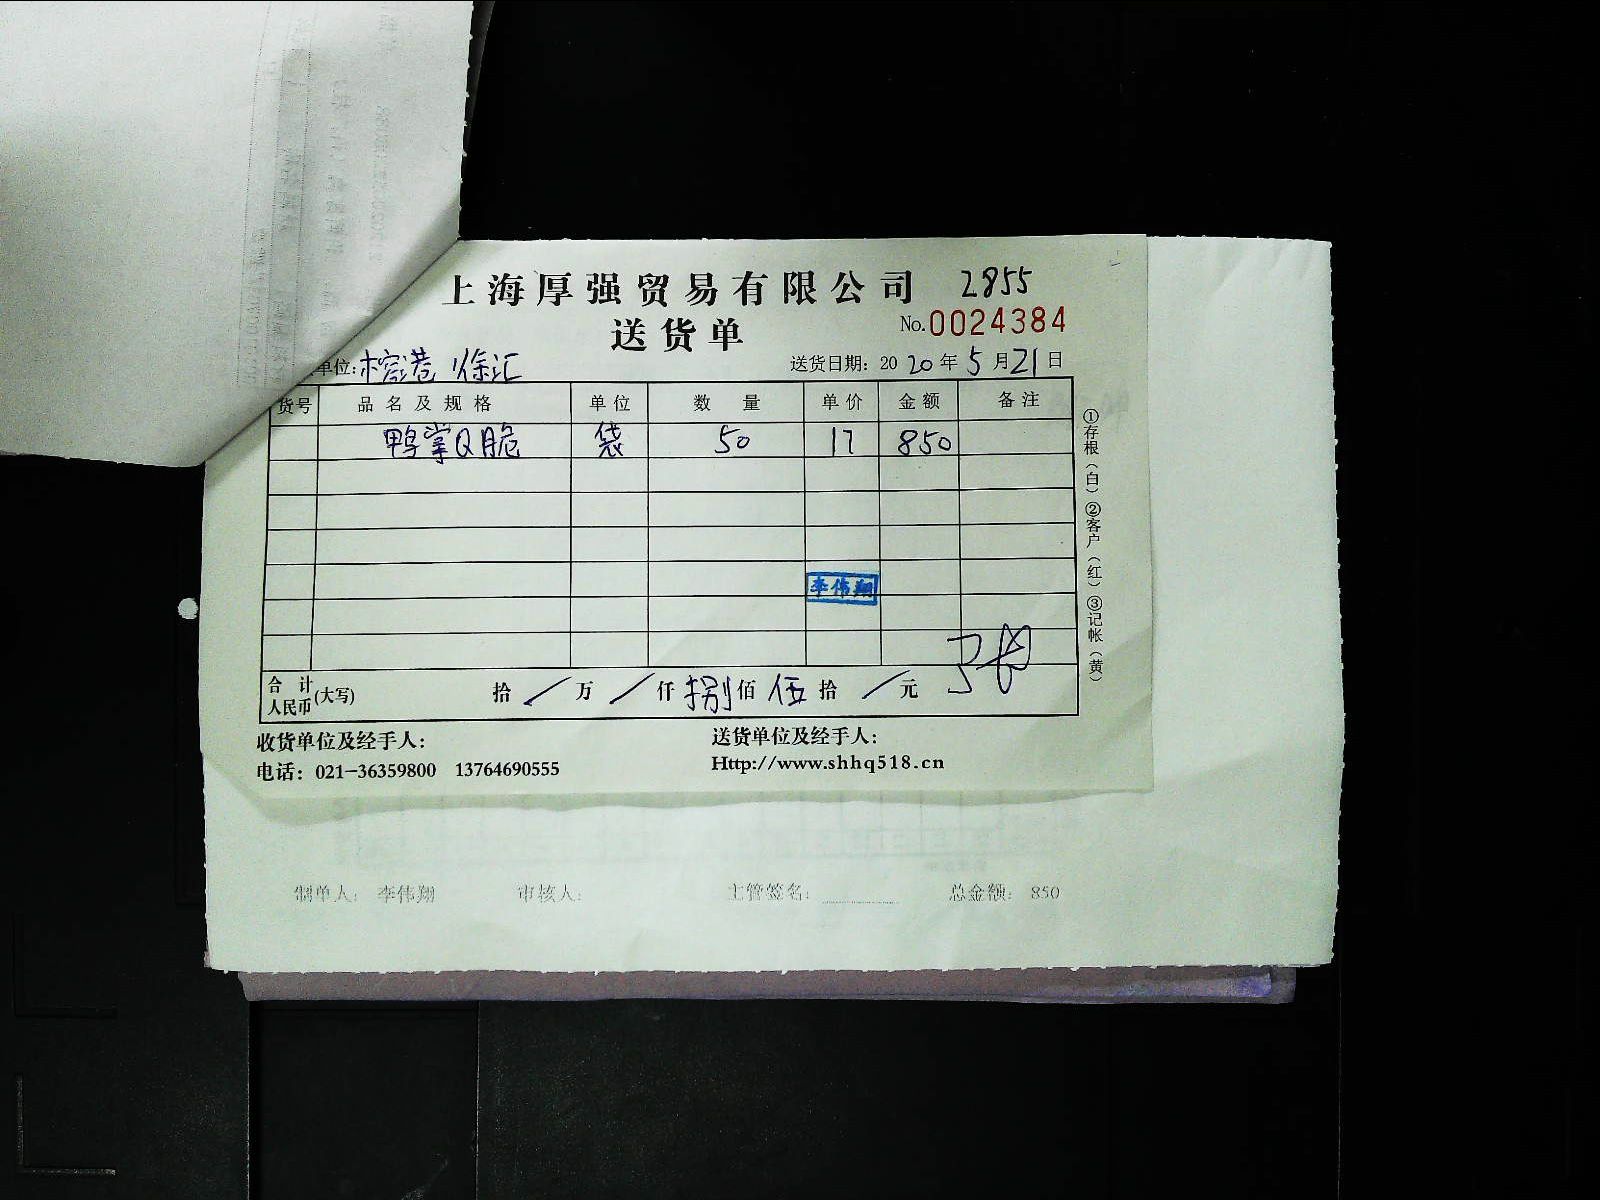 上海厚强贸易有限公司 2855
送货单 No.0024384
单位:榕港 徐汇 送货日期: 2020年5月21日
货号 品名及规格 单位 数量 单价 金额 备注
鸭掌Q脆 袋 50 17 850
李伟翔
合计人民币(大写) 拾/万/仟捌佰伍拾/元
收货单位及经手人: 送货单位及经手人:
电话: 021-36359800 13764690555 Http://www.shhq518.cn
①存根(白)②客户(红)③记帐(黄)
制单人: 李伟翔 审核人: 主管签名: 总金额: 850